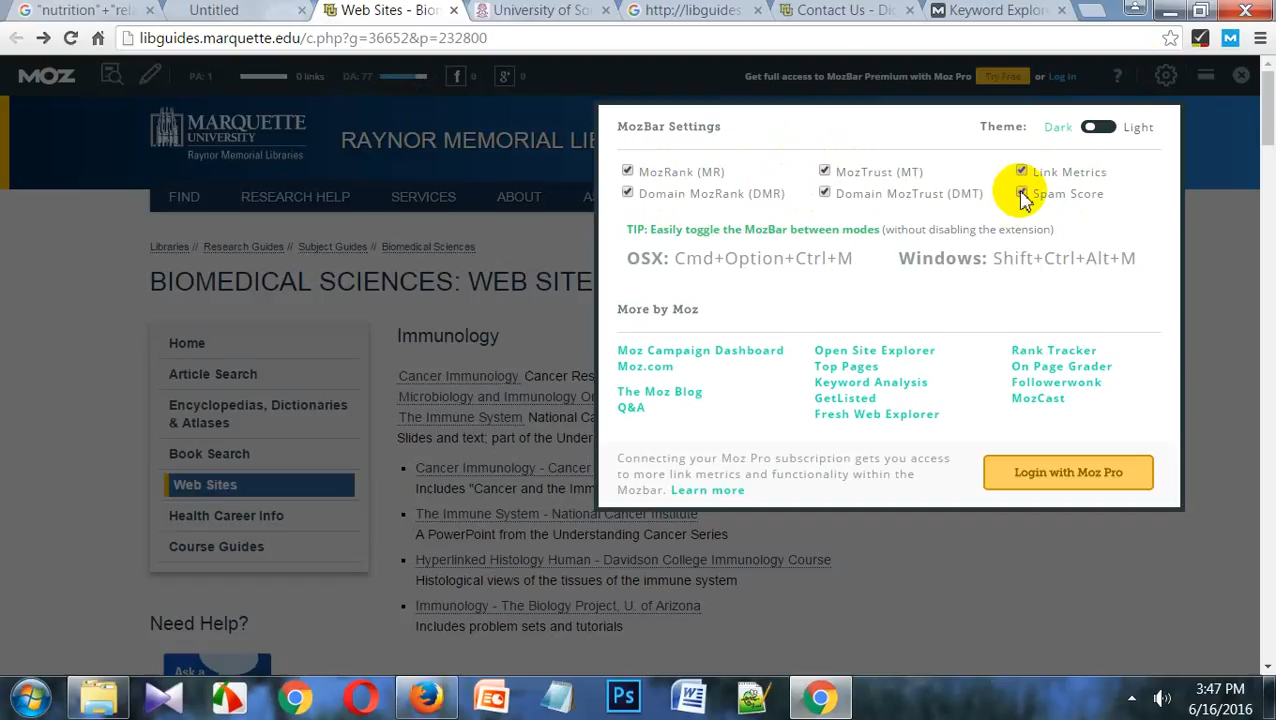 "nutrition"+"rela
Untitled
Web Sites - Bion
University of Sa
http://libguides
Contact Us - Dic
Keyword Explore
libguides.marquette.edu/c.php?g=36652&p=232800
MOZ
PA: 1
0 links
DA: 77
0
0
Get full access to MozBar Premium with Moz Pro
Try Free
or Log in
?
MARQUETTE
UNIVERSITY
Raynor Memorial Libraries
RAYNOR MEMORIAL LIB
FIND
RESEARCH HELP
SERVICES
ABOUT
Libraries
Research Guides
Subject Guides
Biomedical Sciences
BIOMEDICAL SCIENCES: WEB SITE
Home
Article Search
Encyclopedias, Dictionaries
& Atlases
Book Search
Web Sites
Health Career Info
Course Guides
Need Help?
Ask a
Immunology
Cancer Immunology Cancer Res
Microbiology and Immunology On
The Immune System National Ca
Slides and text; part of the Under
Cancer Immunology - Cancer
Includes "Cancer and the Imm
The Immune System - National Cancer Institute
A PowerPoint from the Understanding Cancer Series
Hyperlinked Histology Human - Davidson College Immunology Course
Histological views of the tissues of the immune system
Immunology - The Biology Project, U. of Arizona
Includes problem sets and tutorials
MozBar Settings
Theme:
Dark
Light
MozRank (MR)
MozTrust (MT)
Link Metrics
Domain MozRank (DMR)
Domain MozTrust (DMT)
Spam Score
TIP: Easily toggle the MozBar between modes (without disabling the extension)
OSX: Cmd+Option+Ctrl+M
Windows: Shift+Ctrl+Alt+M
More by Moz
Moz Campaign Dashboard
Moz.com
The Moz Blog
Q&A
Open Site Explorer
Top Pages
Keyword Analysis
GetListed
Fresh Web Explorer
Rank Tracker
On Page Grader
Followerwonk
MozCast
Connecting your Moz Pro subscription gets you access
to more link metrics and functionality within the
Mozbar. Learn more
Login with Moz Pro
3:47 PM
6/16/2016